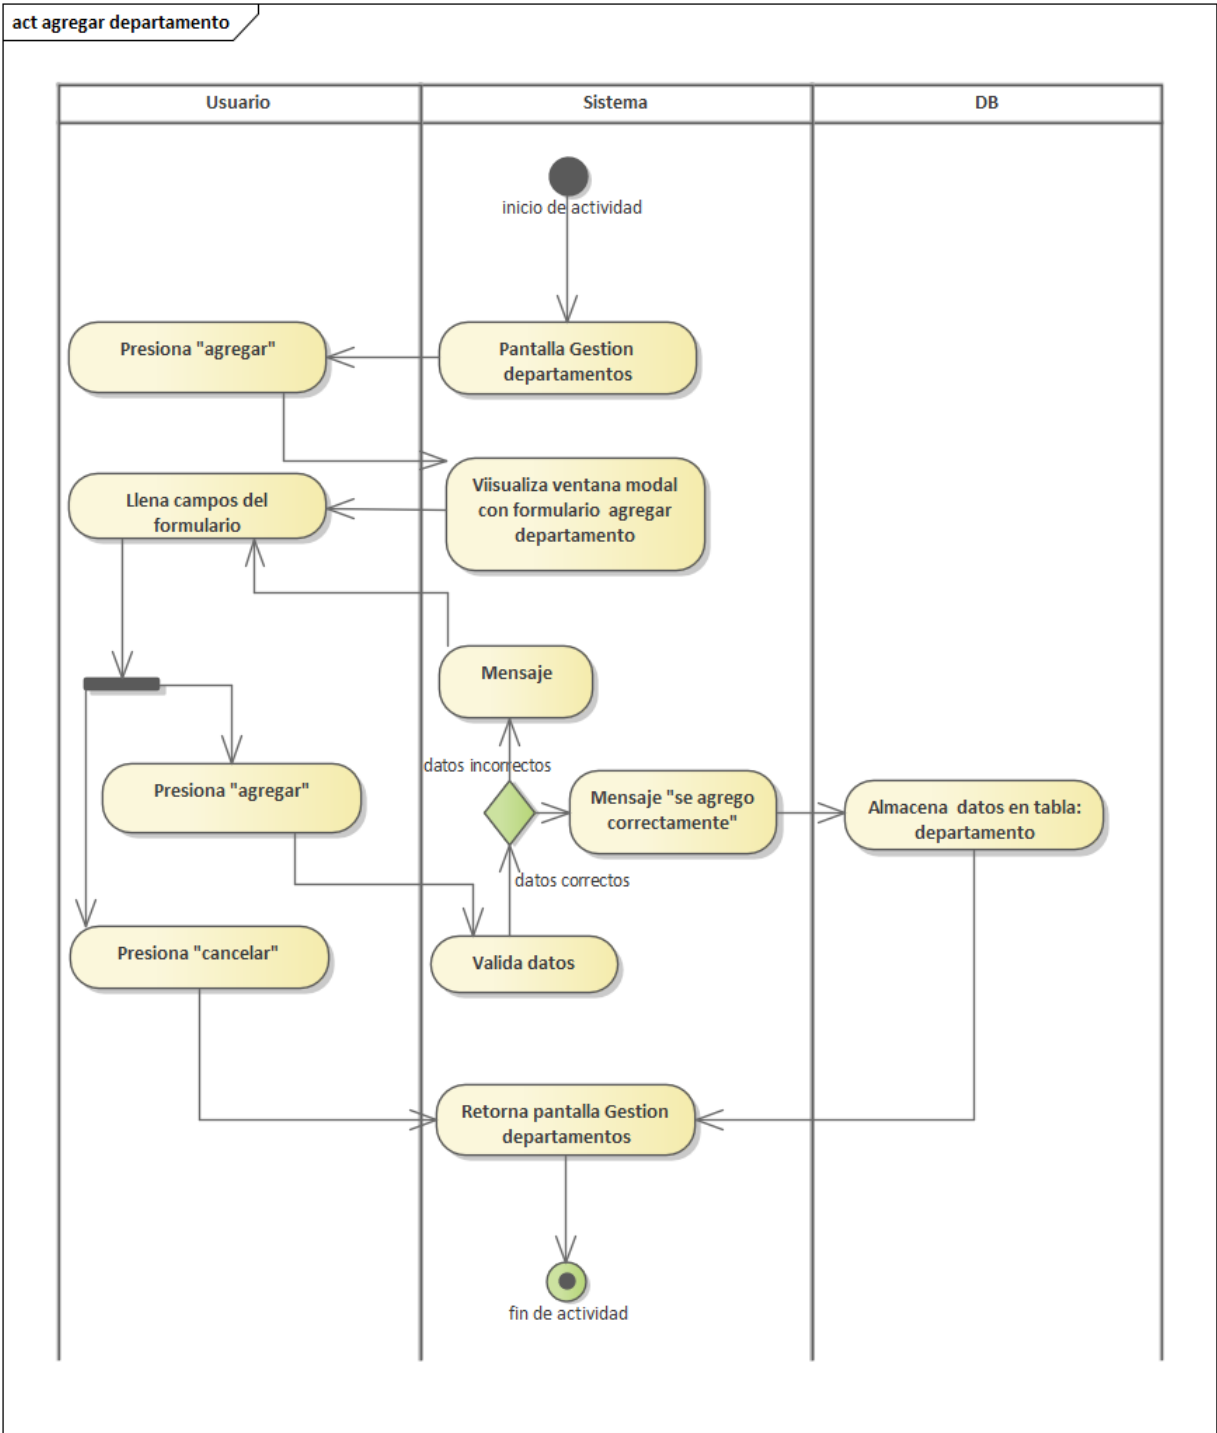 act agregar departamento
Usuario
Sistema
DB
inicio de actividad
Presiona "agregar"
Pantalla Gestion
departamentos
Llena campos del
formulario
Viisualiza ventana modal
con formulario agregar
departamento
Mensaje
datos incorrectos
Presiona "agregar"
Mensaje "se agrego
correctamente"
Almacena datos en tabla:
departamento
datos correctos
Presiona "cancelar"
Valida datos
Retorna pantalla Gestion
departamentos
fin de actividad